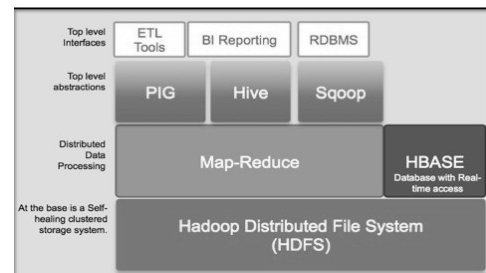 Top level
Interfaces
ETL
Tools
BI Reporting
RDBMS
Top level
abstractions
PIG
Hive
Sqoop
Distributed
Data
Processing
Map-Reduce
HBASE
Database with Real-
time access
At the base is a Self-
healing clustered
storage system.
Hadoop Distributed File System
(HDFS)